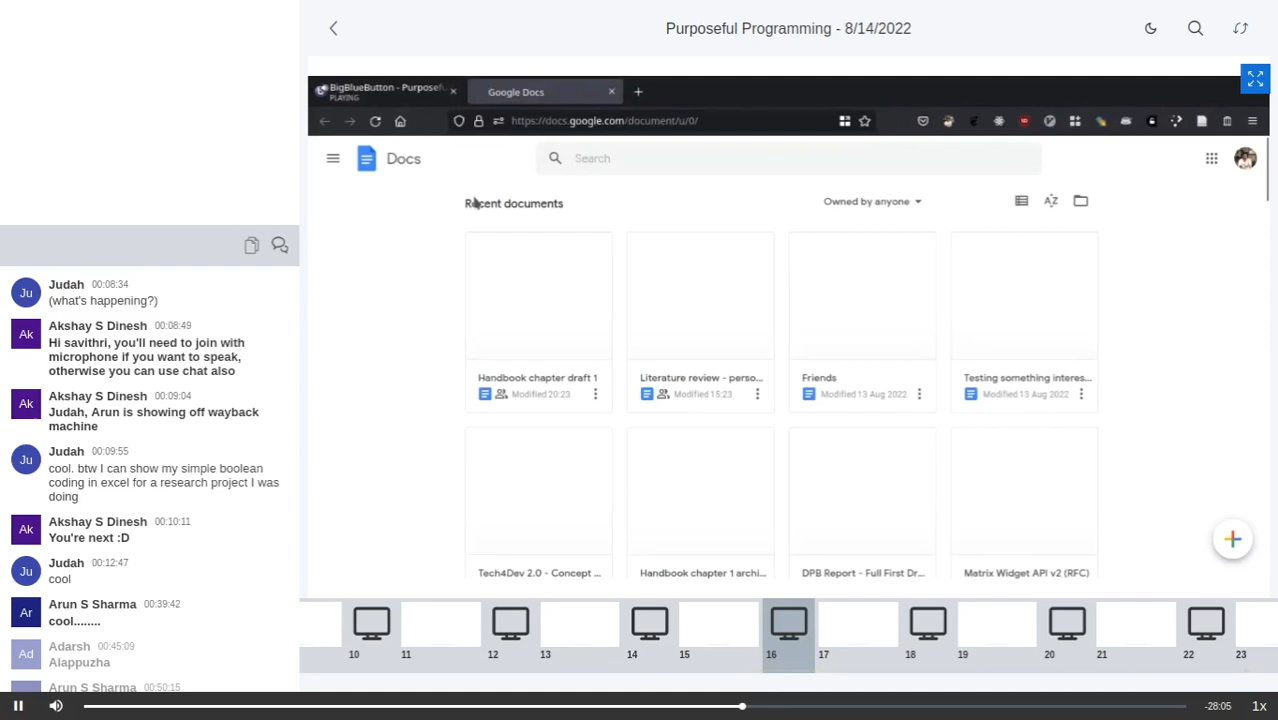 Purposeful Programming - 8/14/2022
BigBlueButton - Purposefu
PLAYING
Google Docs
https://docs.google.com/document/u/0/
Docs
Search
Recent documents
Owned by anyone
AZ
Handbook chapter draft 1
Modified 20:23
Literature review - perso...
Modified 15:23
Friends
Modified 13 Aug 2022
Testing something interes...
Modified 13 Aug 2022
Tech4Dev 2.0 - Concept ...
Handbook chapter 1 archi...
DPB Report - Full First Dr...
Matrix Widget API v2 (RFC)
Ju
Judah 00:08:34
(what's happening?)
Ak
Akshay S Dinesh 00:08:49
Hi savithri, you'll need to join with
microphone if you want to speak,
otherwise you can use chat also
Ak
Akshay S Dinesh 00:09:04
Judah, Arun is showing off wayback
machine
Ju
Judah 00:09:55
cool. btw I can show my simple boolean
coding in excel for a research project I was
doing
Ak
Akshay S Dinesh 00:10:11
You're next :D
Ju
Judah 00:12:47
cool
Ar
Arun S Sharma 00:39:42
cool........
Ad
Adarsh 00:45:09
Alappuzha
Arun S Sharma 00:50:15
10 11 12 13 14 15 16 17 18 19 20 21 22 23
-28:05 1x